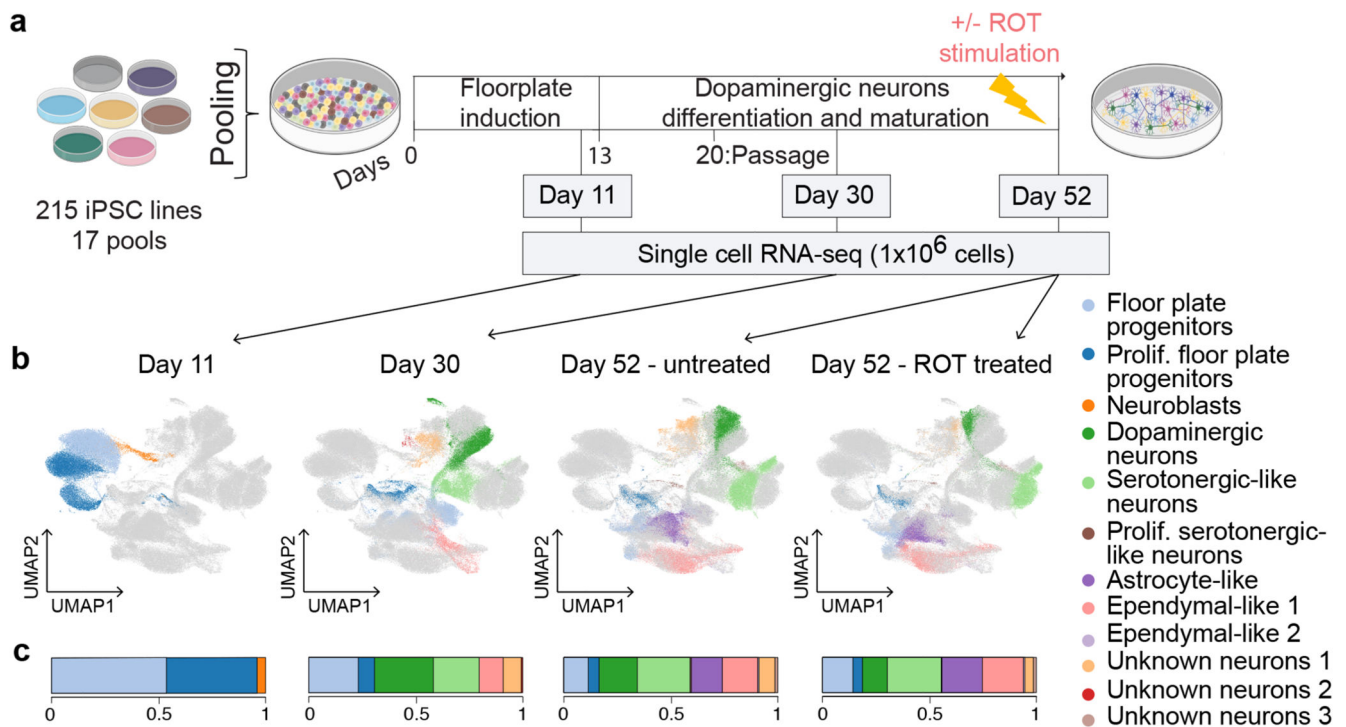 a
+/- ROT
stimulation
Pooling
Floorplate
induction
Dopaminergic neurons
differentiation and maturation
Days
0
13
20:Passage
215 iPSC lines
17 pools
Day 11
Day 30
Day 52
Single cell RNA-seq (1x10⁶ cells)
b
Day 11
Day 30
Day 52 - untreated
Day 52 - ROT treated
UMAP2
UMAP1
UMAP2
UMAP1
UMAP2
UMAP1
UMAP2
UMAP1
Floor plate
progenitors
Prolif. floor plate
progenitors
Neuroblasts
Dopaminergic
neurons
Serotonergic-like
neurons
Prolif. serotonergic-
like neurons
Astrocyte-like
Ependymal-like 1
Ependymal-like 2
Unknown neurons 1
Unknown neurons 2
Unknown neurons 3
c
0 0.5 1
0 0.5 1
0 0.5 1
0 0.5 1